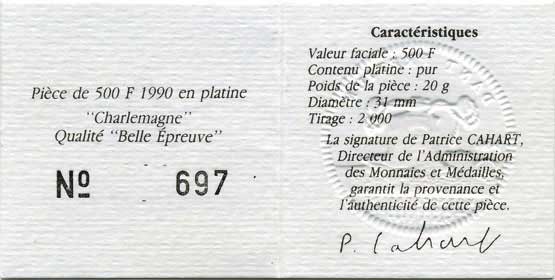 Pièce de 500 F 1990 en platine
"Charlemagne"
Qualité "Belle Épreuve"
Nº 697
Caractéristiques
Valeur faciale : 500 F
Contenu platine : pur
Poids de la pièce : 20 g
Diamètre : 31 mm
Tirage : 2 000
La signature de Patrice CAHART,
Directeur de l'Administration
des Monnaies et Médailles,
garantit la provenance et
l'authenticité de cette pièce.
P. Cahart